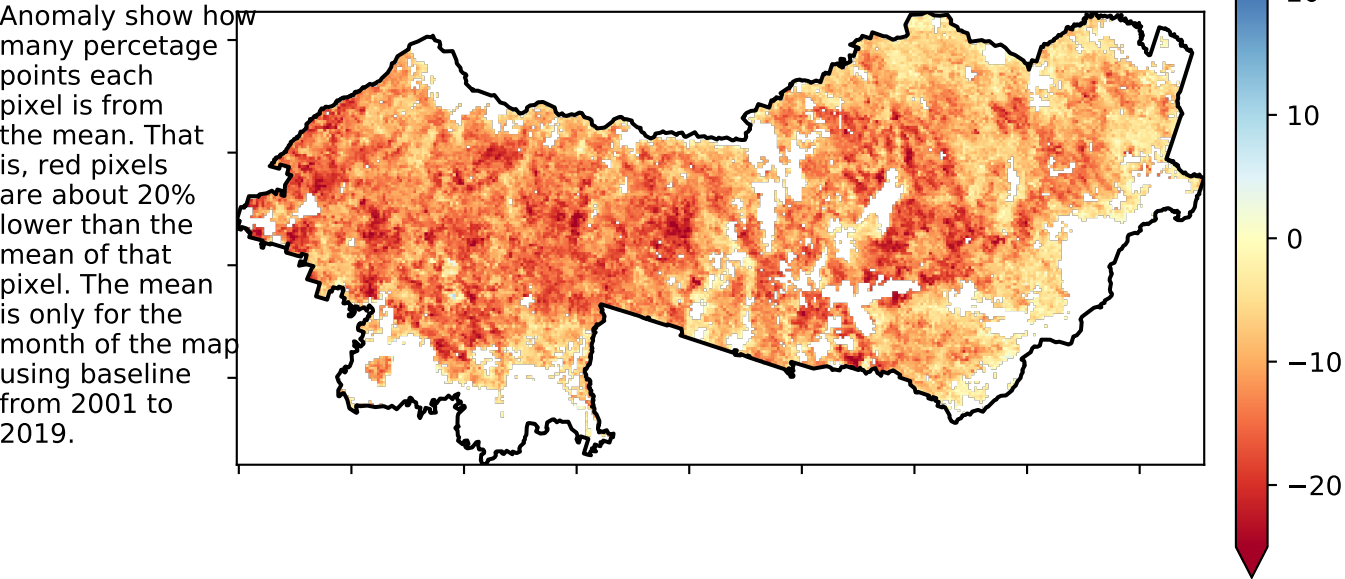 Anomaly show how
many percetage
points each
pixel is from
the mean. That
is, red pixels
are about 20%
lower than the
mean of that
pixel. The mean
is only for the
month of the map
using baseline
from 2001 to
2019.
10
0
−10
−20